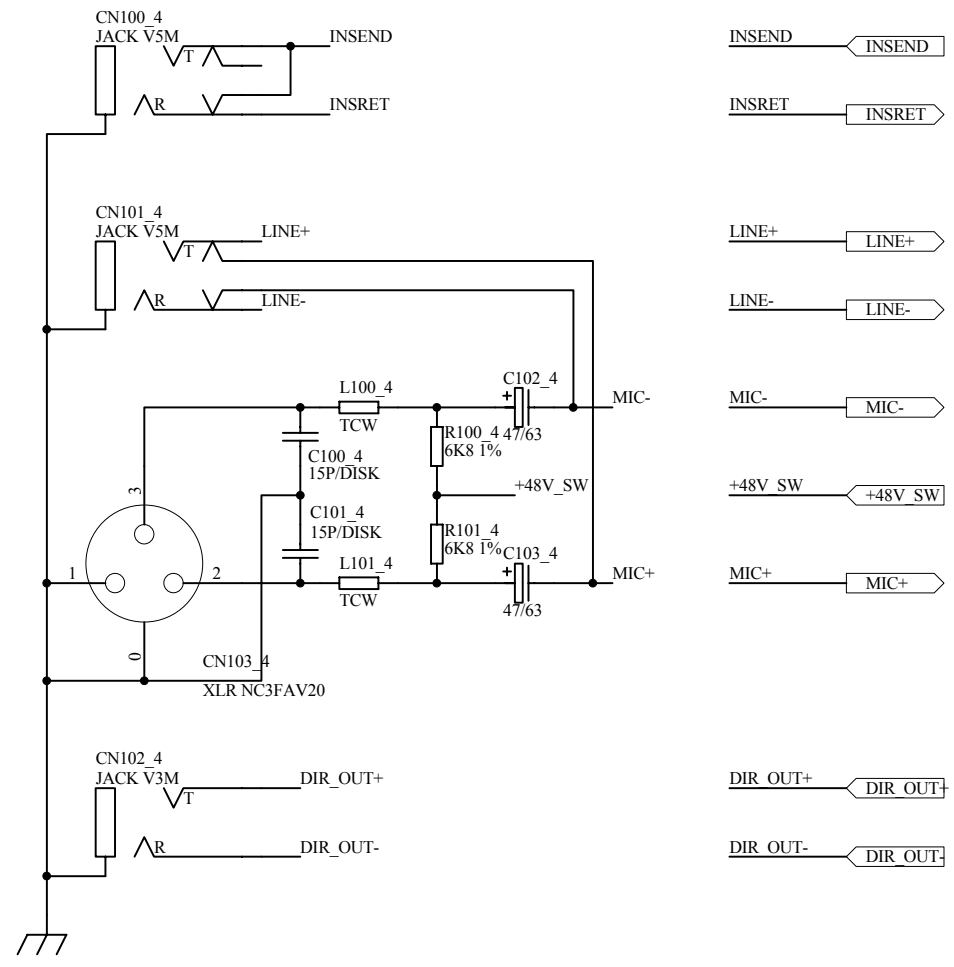 CN100_4
JACK V5M
T
INSEND
R
INSRET
INSEND
INSEND
INSRET
INSRET
CN101_4
JACK V5M
T
LINE+
R
LINE-
LINE+
LINE+
LINE-
LINE-
L100_4
TCW
C102_4
+
47/63
MIC-
R100_4
6K8 1%
C100_4
15P/DISK
+48V_SW
C101_4
15P/DISK
R101_4
6K8 1%
C103_4
+
47/63
L101_4
TCW
MIC+
3
1
2
0
CN103_4
XLR NC3FAV20
MIC-
MIC-
+48V_SW
+48V_SW
MIC+
MIC+
CN102_4
JACK V3M
T
DIR_OUT+
R
DIR_OUT-
DIR_OUT+
DIR_OUT+
DIR_OUT-
DIR_OUT-